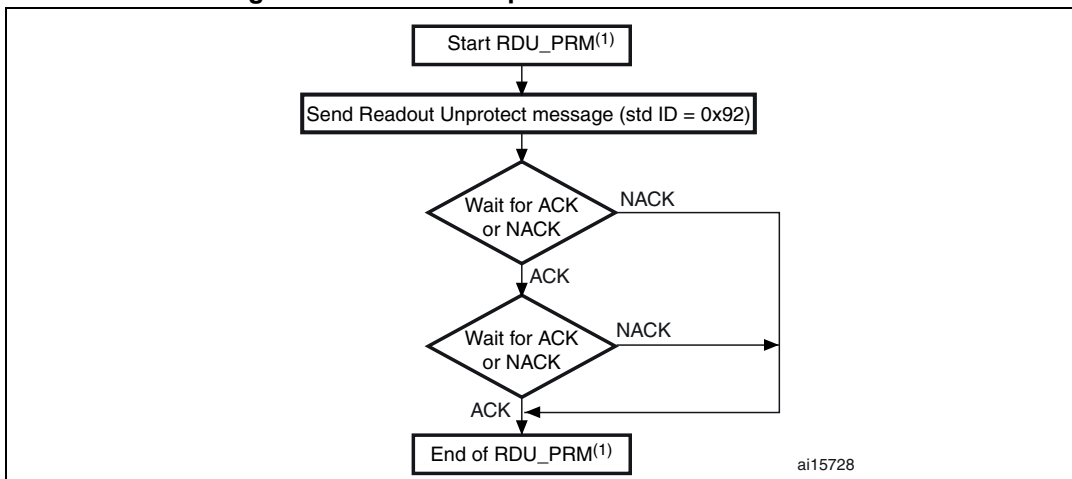 Start RDU_PRM(1)
Send Readout Unprotect message (std ID = 0x92)
Wait for ACK
or NACK
NACK
ACK
Wait for ACK
or NACK
NACK
ACK
End of RDU_PRM(1)
ai15728